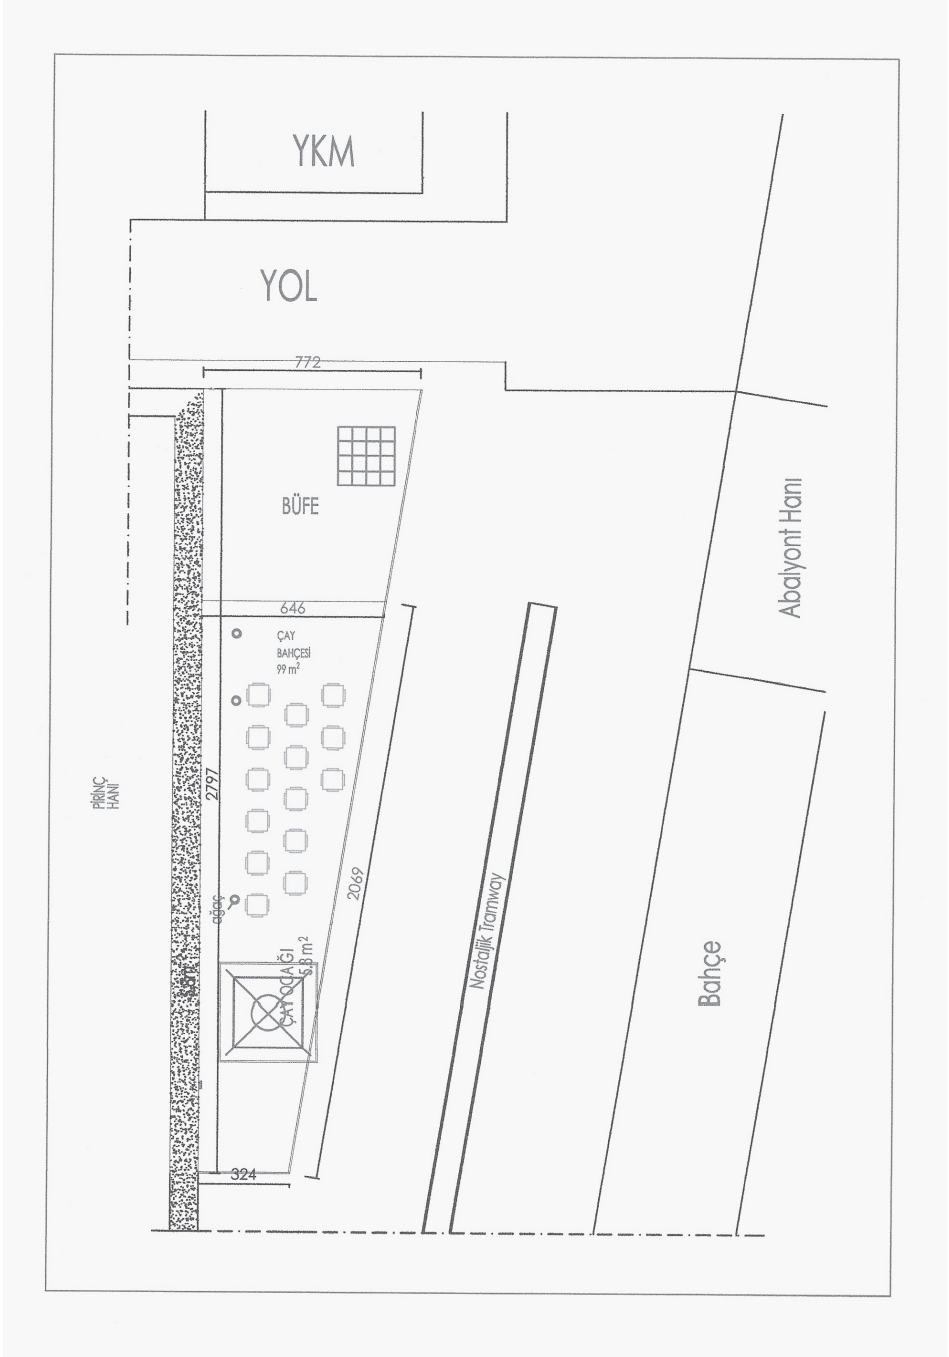 YKM
YOL
772
BÜFE
Abalyont Hanı
646
ÇAY
BAHÇESİ
99 m²
2797
PİRİNÇ
HANI
2069
Nostaljik Tramway
ağaç
ÇAY OCAĞI
5.8 m²
Bahçe
324